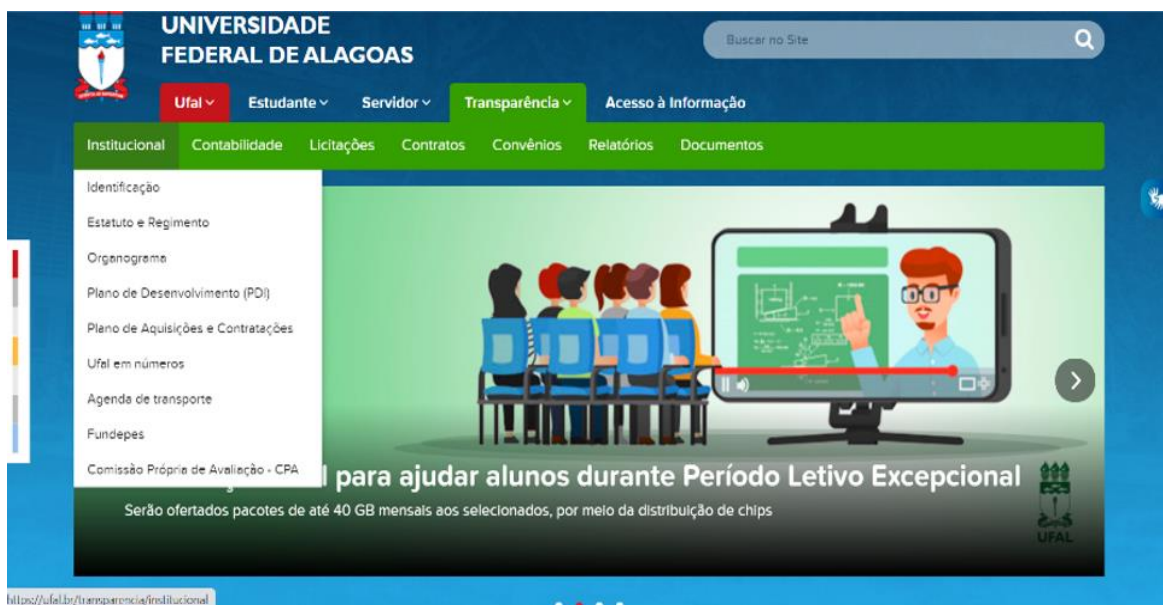 UNIVERSIDADE
FEDERAL DE ALAGOAS
Buscar no Site
Ufal Estudante Servidor Transparência Acesso à Informação
Institucional Contabilidade Licitações Contratos Convênios Relatórios Documentos
Identificação
Estatuto e Regimento
Organograma
Plano de Desenvolvimento (PDI)
Plano de Aquisições e Contratações
Ufal em números
Agenda de transporte
Fundepes
Comissão Própria de Avaliação - CPA
para ajudar alunos durante Período Letivo Excepcional
Serão ofertados pacotes de até 40 GB mensais aos selecionados, por meio da distribuição de chips
UFAL
https://ufal.br/transparencia/institucional